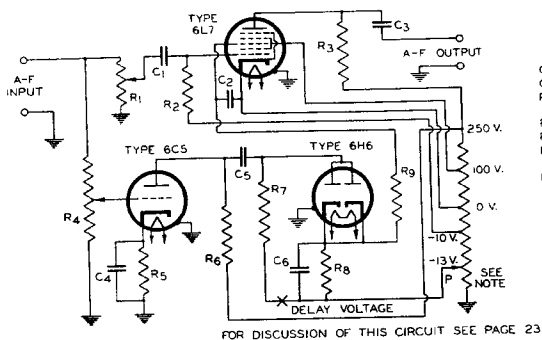 TYPE
6L7
C3
R3
A-F OUTPUT
A-F
INPUT
C1
R1
C2
R2
250 V.
TYPE 6C5
C5
TYPE 6H6
R7
R9
100 V.
0 V.
R4
-10 V.
-13 V.
C4
R5
R6
C6
R8
P
SEE
NOTE
DELAY VOLTAGE
FOR DISCUSSION OF THIS CIRCUIT SEE PAGE 23